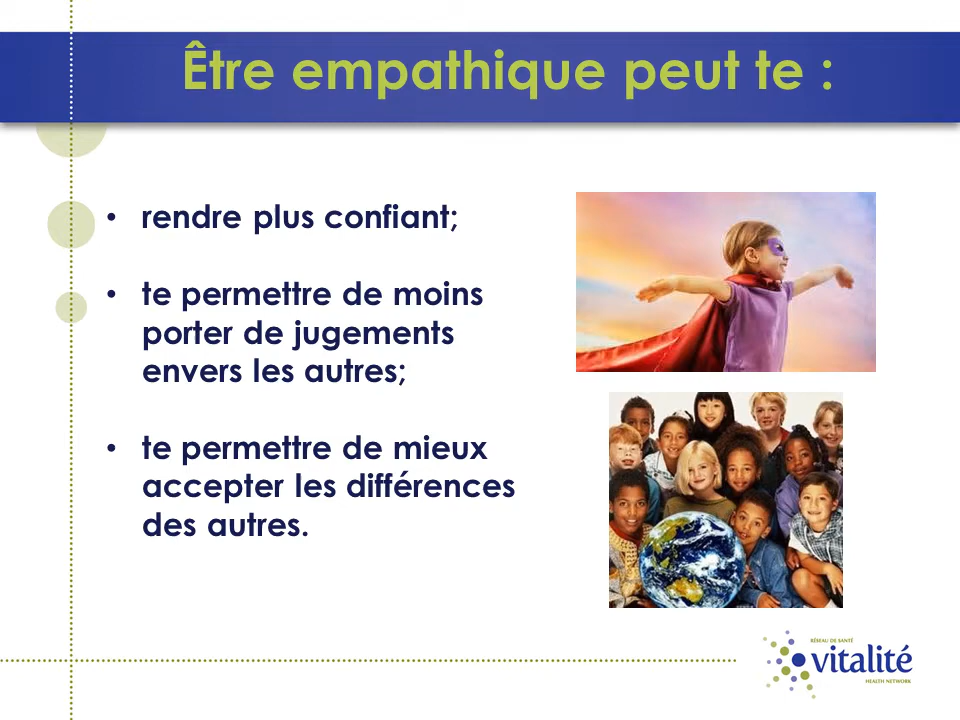 Être empathique peut te :
• rendre plus confiant;
• te permettre de moins
porter de jugements
envers les autres;
• te permettre de mieux
accepter les différences
des autres.
RÉSEAU DE SANTÉ
vitalité
HEALTH NETWORK